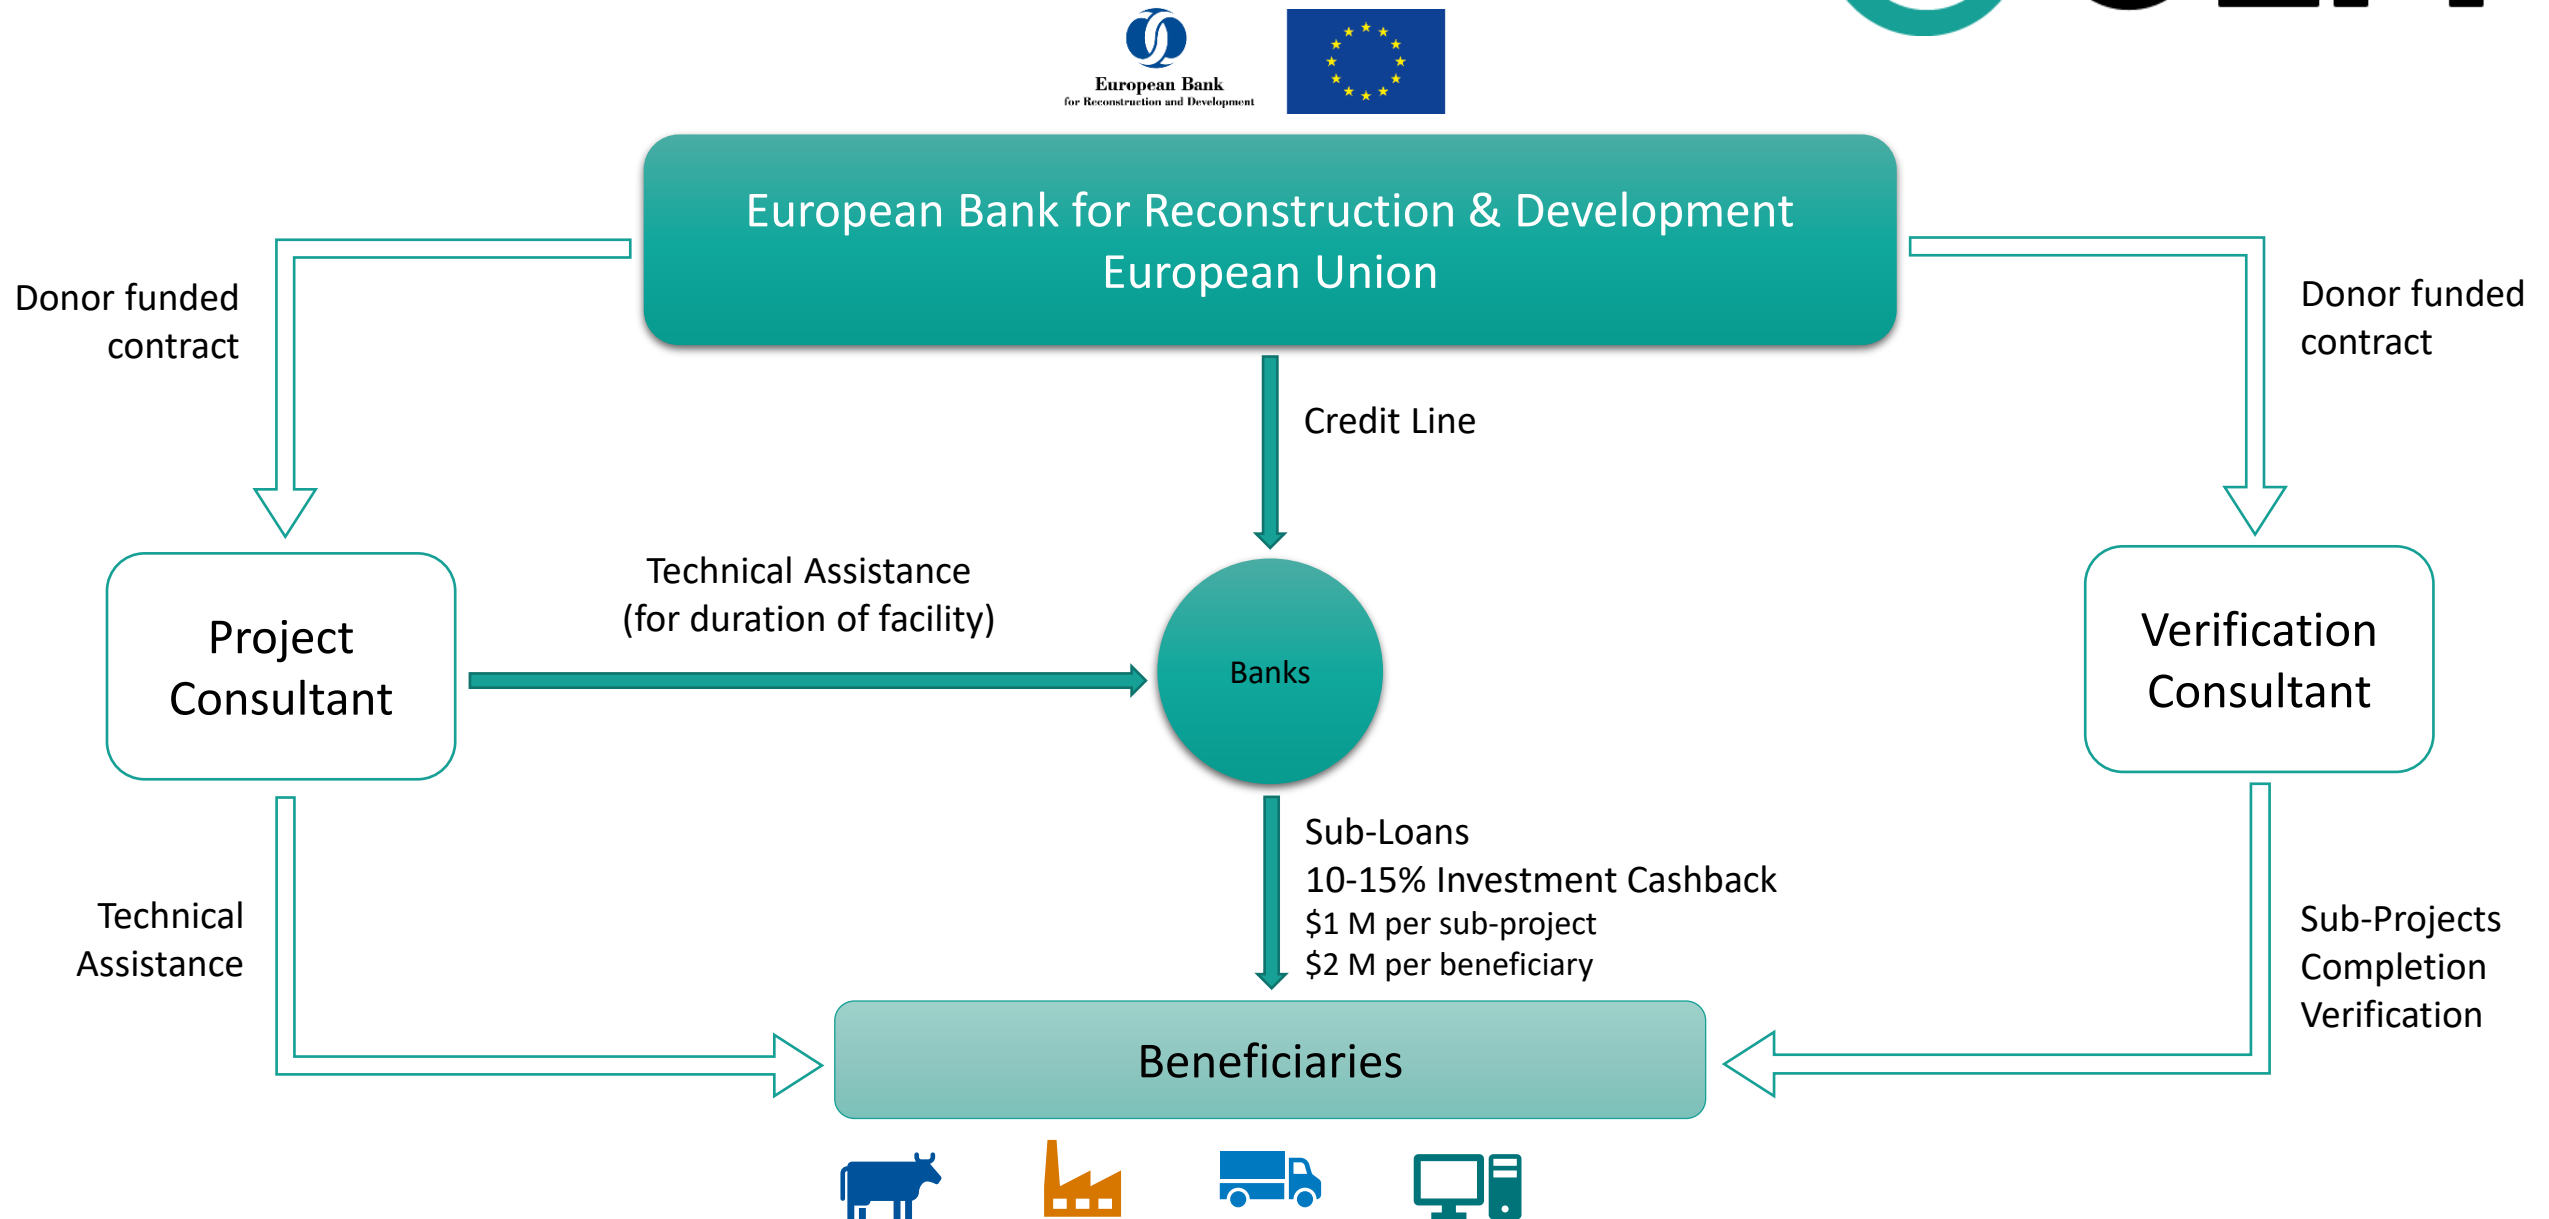 European Bank
for Reconstruction and Development
European Bank for Reconstruction & Development
European Union
Donor funded
contract
Donor funded
contract
Credit Line
Technical Assistance
(for duration of facility)
Project
Consultant
Banks
Verification
Consultant
Sub-Loans
10-15% Investment Cashback
$1 M per sub-project
$2 M per beneficiary
Technical
Assistance
Sub-Projects
Completion
Verification
Beneficiaries